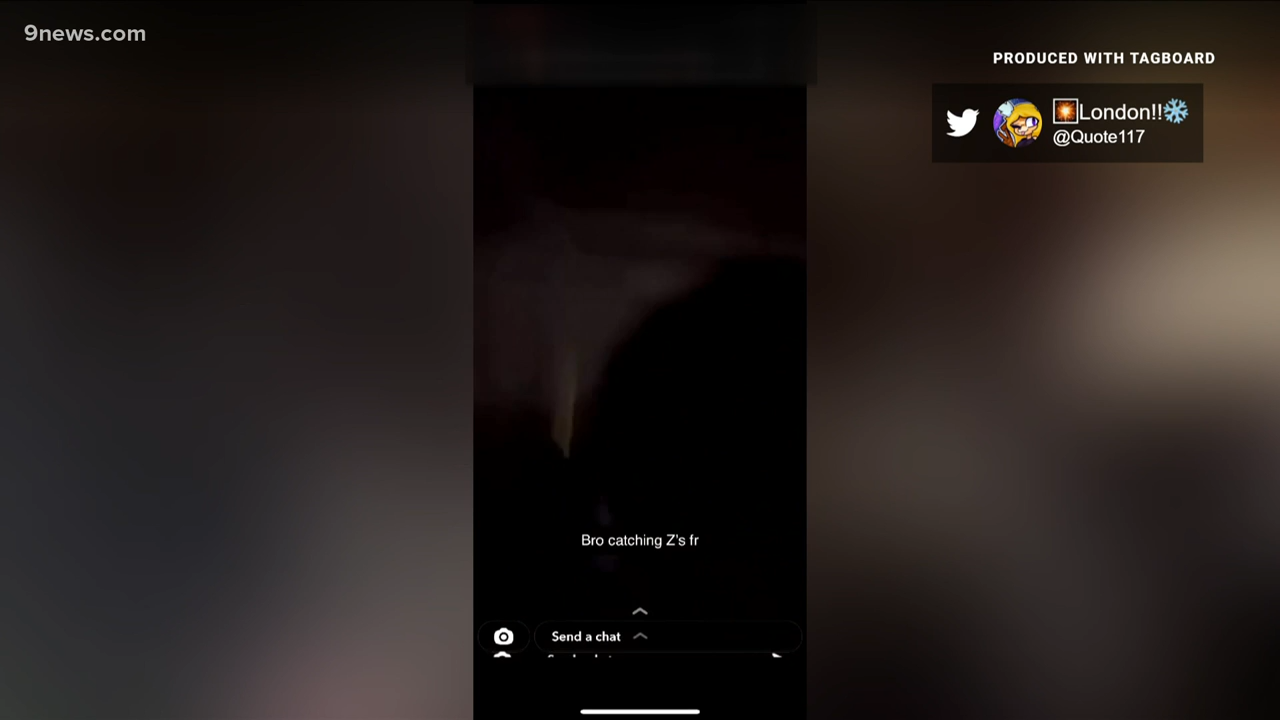 9news.com
PRODUCED WITH TAGBOARD
💥London!!❄️
@Quote117
Bro catching Z's fr
Send a chat